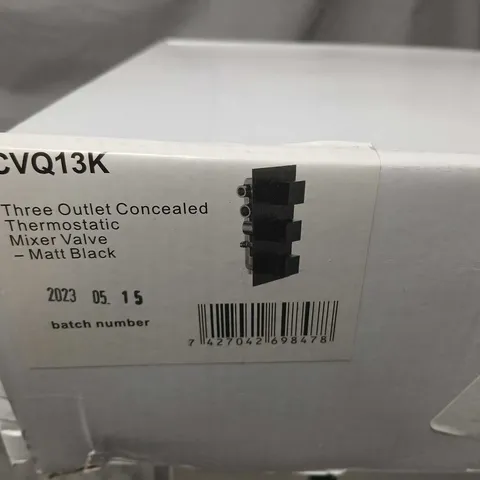 CVQ13K
Three Outlet Concealed
Thermostatic
Mixer Valve
– Matt Black
2023 05. 15
batch number
7 427042 698478